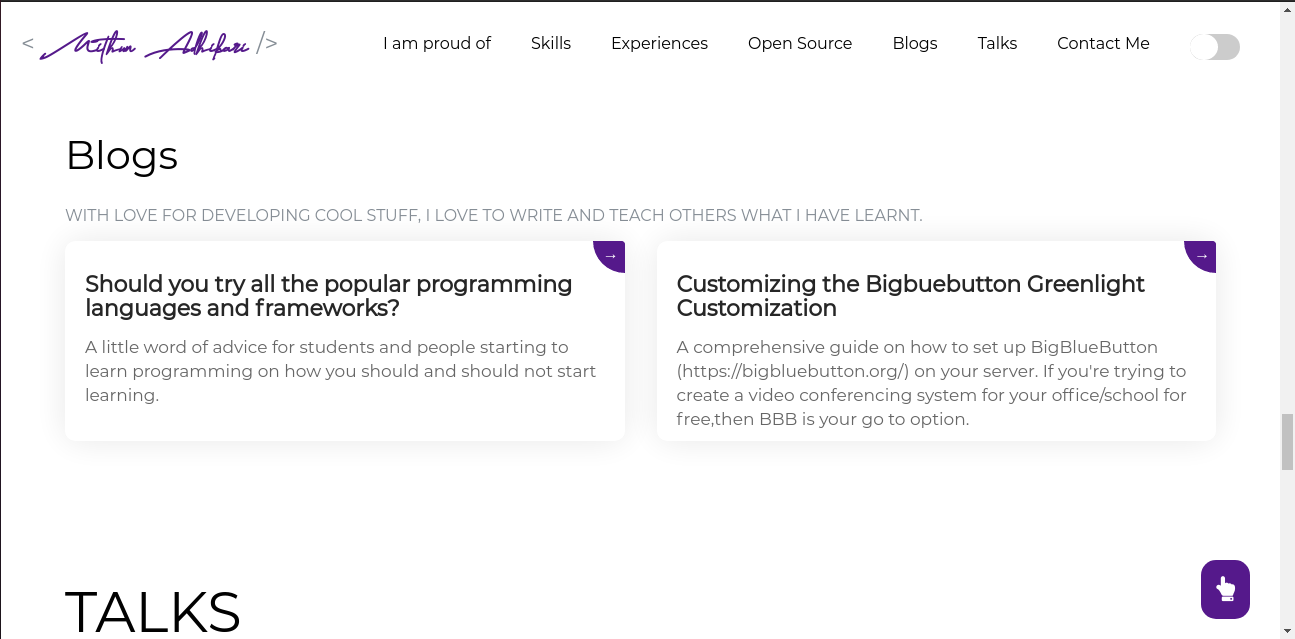 < Mithun Adhikari />
I am proud of Skills Experiences Open Source Blogs Talks Contact Me
Blogs
WITH LOVE FOR DEVELOPING COOL STUFF, I LOVE TO WRITE AND TEACH OTHERS WHAT I HAVE LEARNT.
→
Should you try all the popular programming
languages and frameworks?
A little word of advice for students and people starting to
learn programming on how you should and should not start
learning.
→
Customizing the Bigbuebutton Greenlight
Customization
A comprehensive guide on how to set up BigBlueButton
(https://bigbluebutton.org/) on your server. If you're trying to
create a video conferencing system for your office/school for
free,then BBB is your go to option.
TALKS